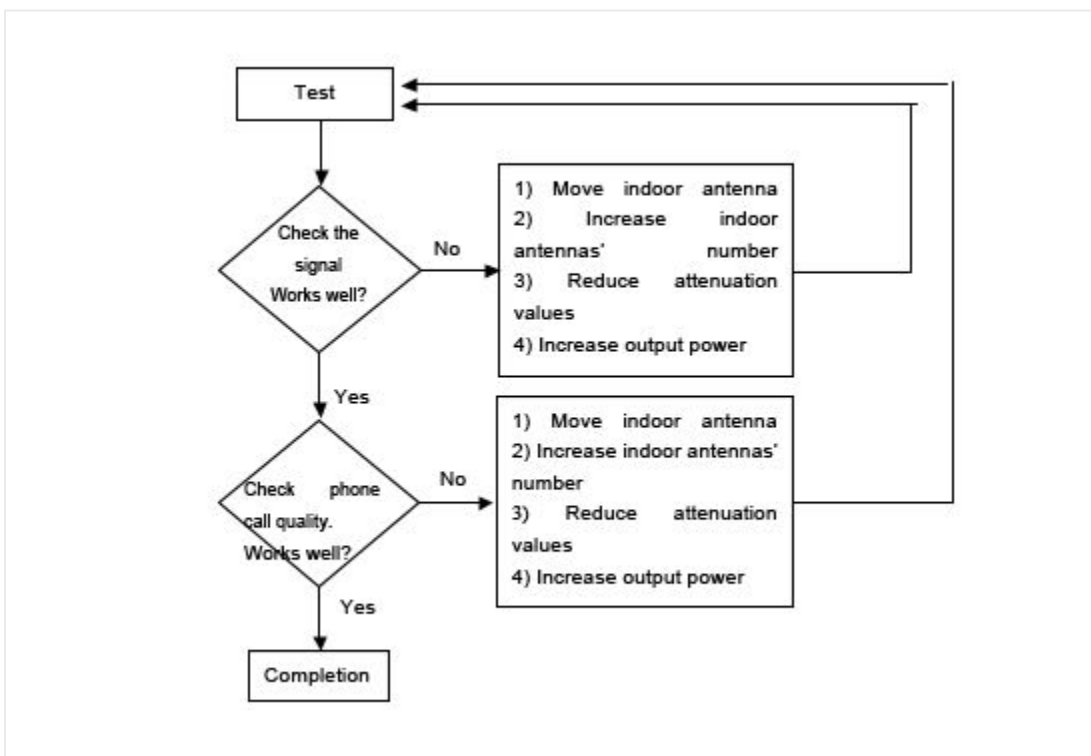 Test
Check the
signal
Works well?
No
1) Move indoor antenna
2) Increase indoor
antennas' number
3) Reduce attenuation
values
4) Increase output power
Yes
Check phone
call quality.
Works well?
No
1) Move indoor antenna
2) Increase indoor antennas'
number
3) Reduce attenuation
values
4) Increase output power
Yes
Completion